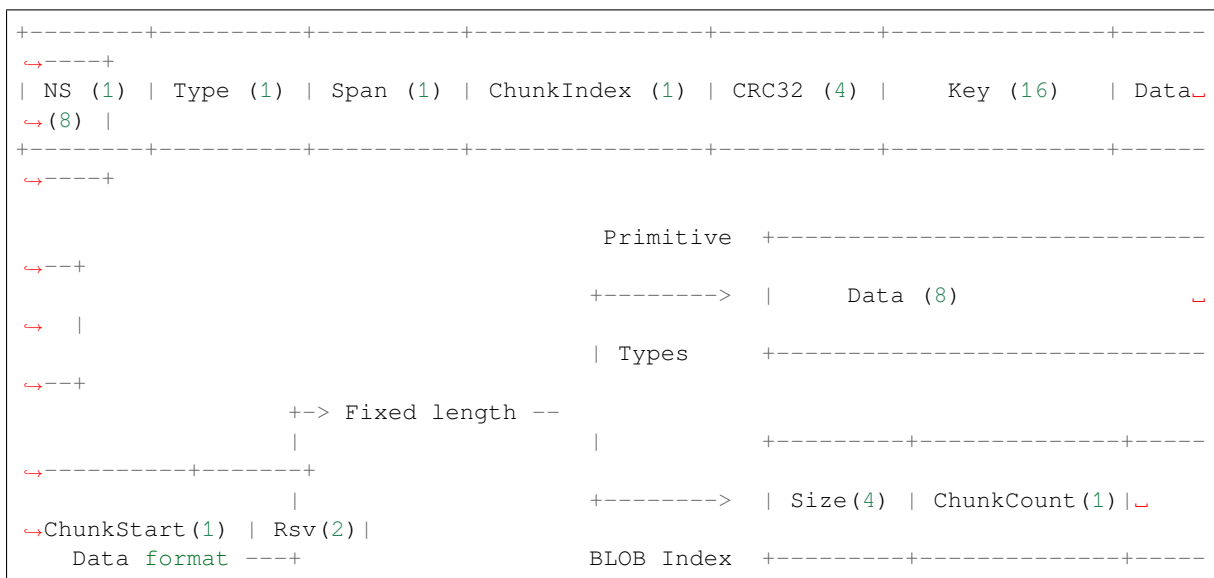 +--------+----------+----------+---------------+-----------+--------------+------
↪----+
| NS (1) | Type (1) | Span (1) | ChunkIndex (1) | CRC32 (4) |    Key (16)   | Data␣
↪(8) |
+--------+----------+----------+---------------+-----------+--------------+------
↪----+
Primitive  +-----------------------------
↪--+
+-------->  |     Data (8)                ␣
↪  |
| Types     +-----------------------------
↪--+
+-> Fixed length --
|                   |           +---------+--------------+-----
↪----------+-------+
|                   +-------->  | Size(4) | ChunkCount(1)|␣
↪ChunkStart(1) | Rsv(2)|
Data format ---+                   BLOB Index  +---------+--------------+-----